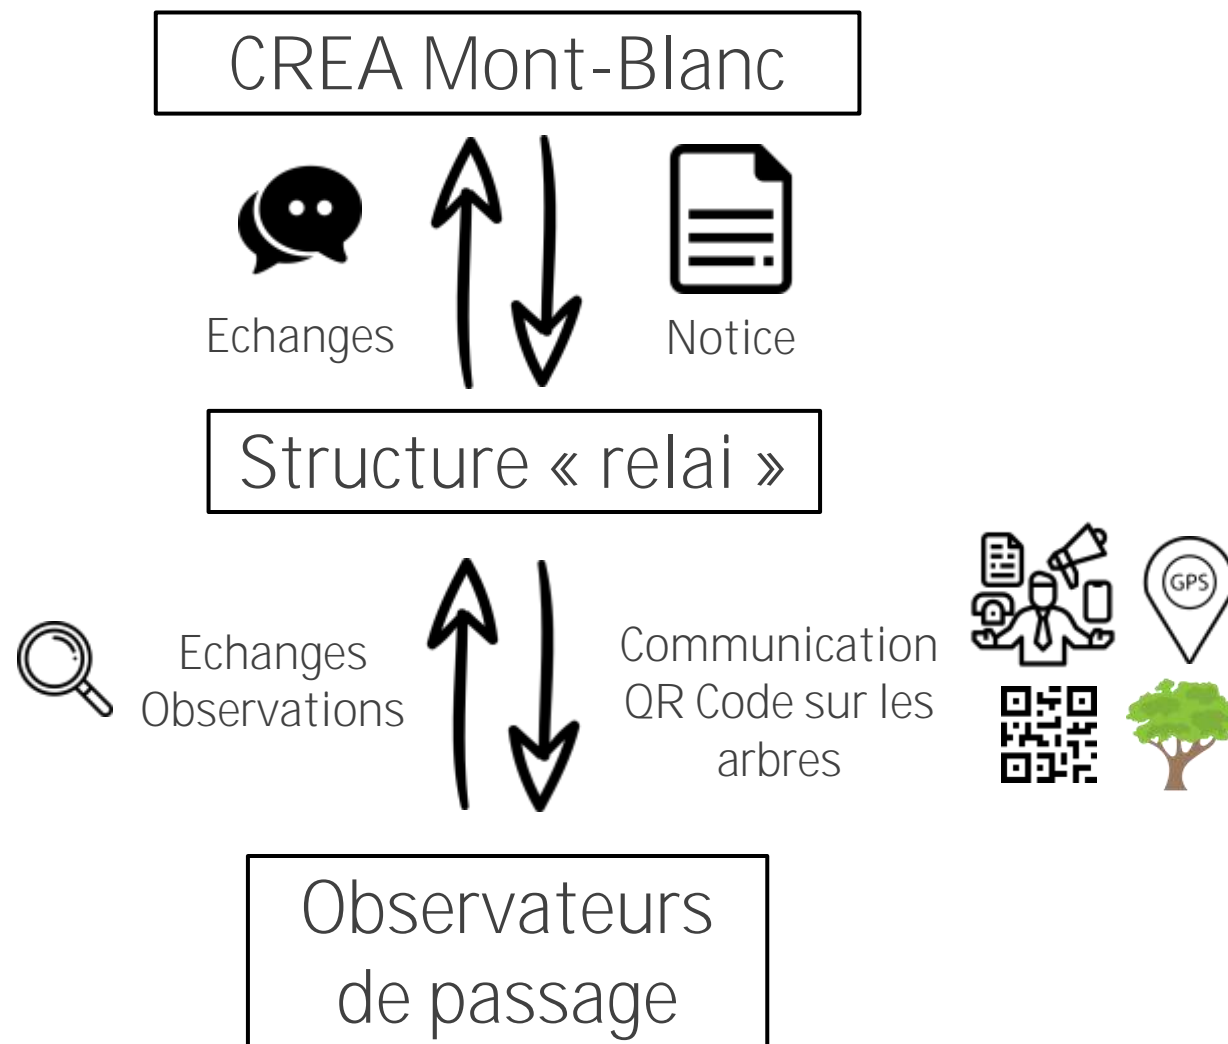 CREA Mont-Blanc
Echanges
Notice
Structure « relai »
GPS
Echanges
Observations
Communication
QR Code sur les
arbres
Observateurs
de passage